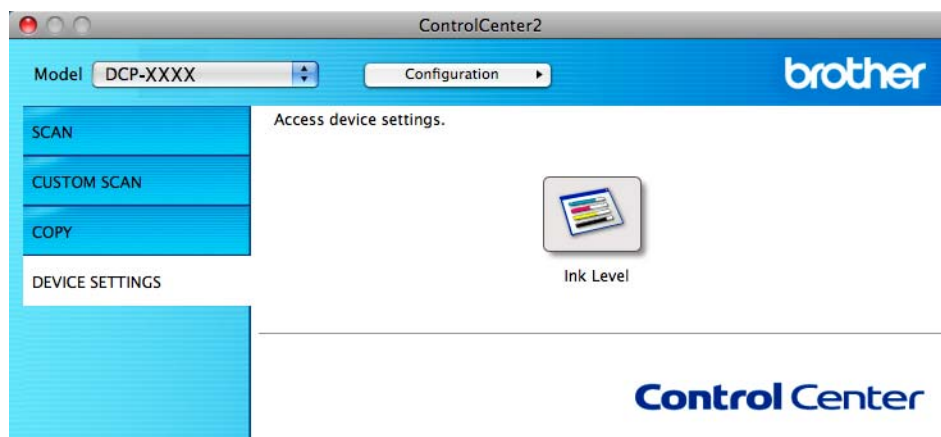 ControlCenter2
Model DCP-XXXX Configuration brother
SCAN
Access device settings.
CUSTOM SCAN
COPY
DEVICE SETTINGS
Ink Level
Control Center